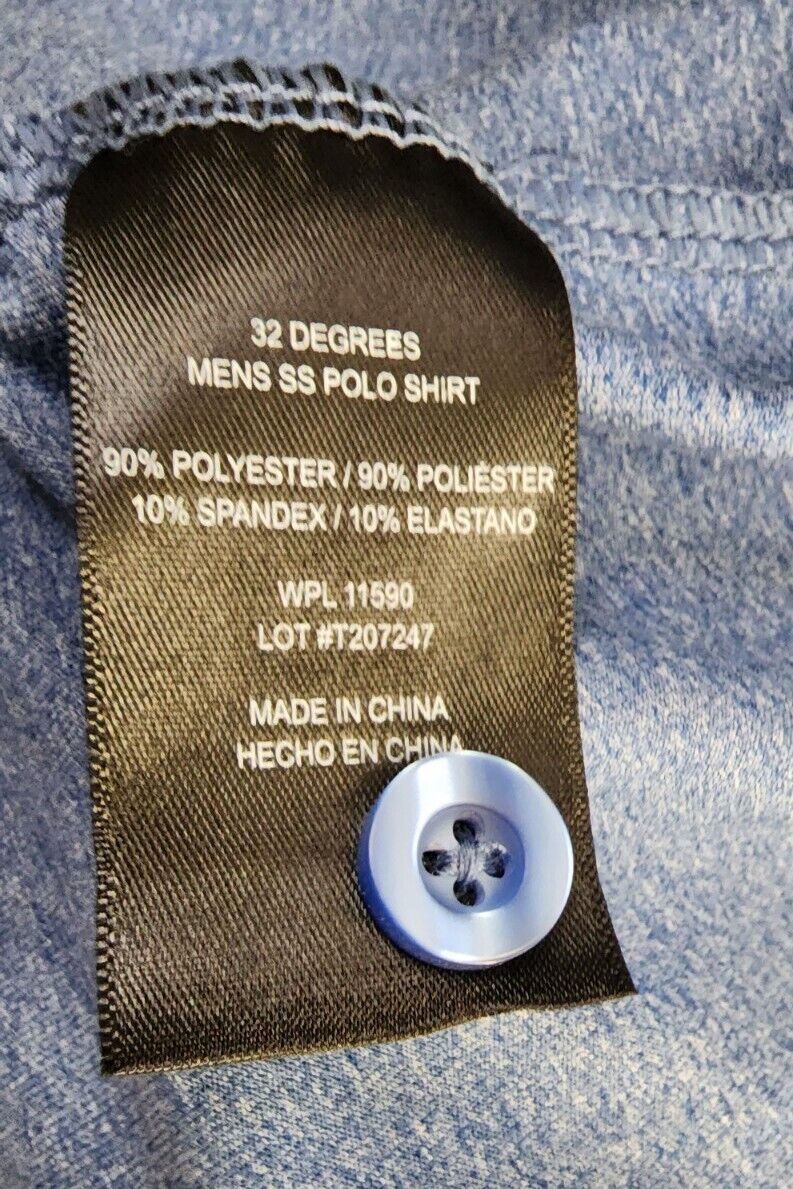 32 DEGREES
MENS SS POLO SHIRT
90% POLYESTER / 90% POLIÉSTER
10% SPANDEX / 10% ELASTANO
WPL 11590
LOT #T207247
MADE IN CHINA
HECHO EN CHINA